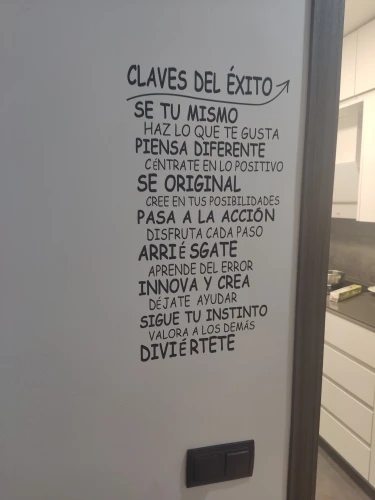 CLAVES DEL ÉXITO
SE TU MISMO
HAZ LO QUE TE GUSTA
PIENSA DIFERENTE
CÉNTRATE EN LO POSITIVO
SE ORIGINAL
CREE EN TUS POSIBILIDADES
PASA A LA ACCIÓN
DISFRUTA CADA PASO
ARRIÉSGATE
APRENDE DEL ERROR
INNOVA Y CREA
DÉJATE AYUDAR
SIGUE TU INSTINTO
VALORA A LOS DEMÁS
DIVIÉRTETE